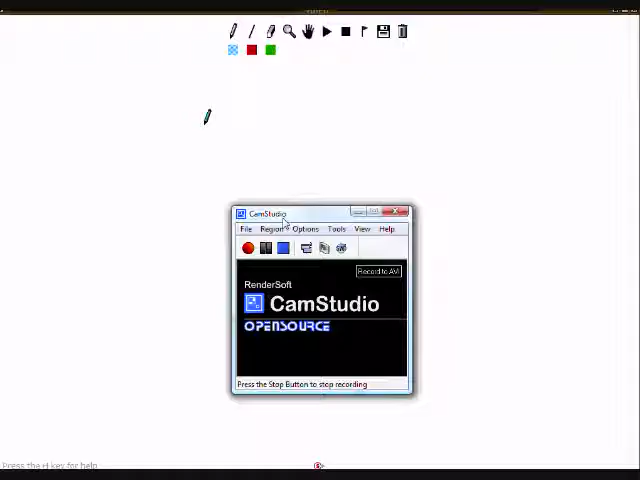 CamStudio
File Region Options Tools View Help
Record to AVI
RenderSoft
CamStudio
OPENSOURCE
Press the Stop Button to stop recording
Press the H key for help